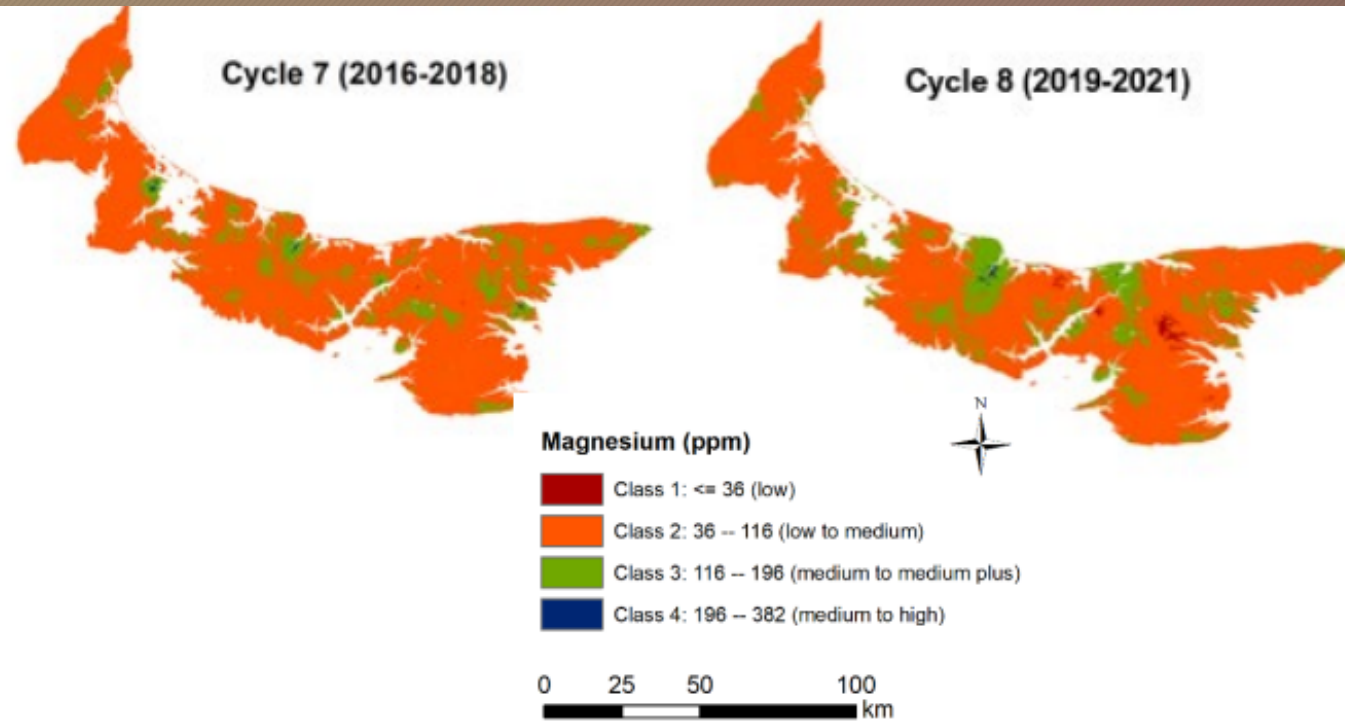 Cycle 7 (2016-2018)
Cycle 8 (2019-2021)
N
Magnesium (ppm)
Class 1: <= 36 (low)
Class 2: 36 -- 116 (low to medium)
Class 3: 116 -- 196 (medium to medium plus)
Class 4: 196 -- 382 (medium to high)
0 25 50 100
km